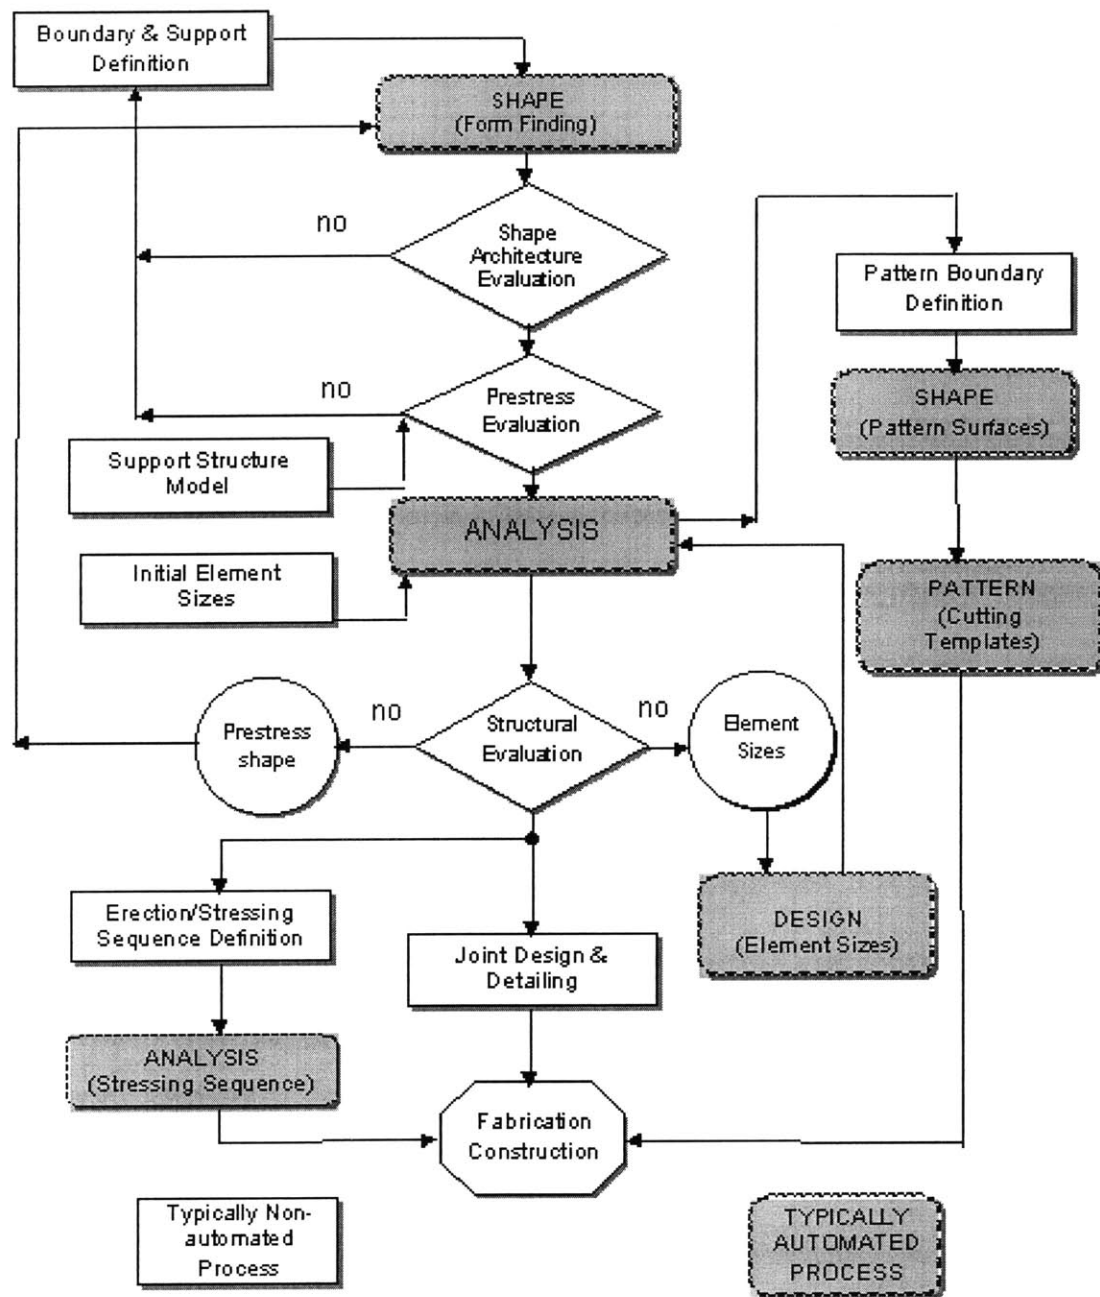 Boundary & Support
Definition
SHAPE
(Form Finding)
no
Shape
Architecture
Evaluation
Pattern Boundary
Definition
no
Prestress
Evaluation
SHAPE
(Pattern Surfaces)
Support Structure
Model
ANALYSIS
Initial Element
Sizes
PATTERN
(Cutting
Templates)
Prestress
shape
no
Structural
Evaluation
no
Element
Sizes
Erection/Stressing
Sequence Definition
Joint Design &
Detailing
DESIGN
(Element Sizes)
ANALYSIS
(Stressing Sequence)
Fabrication
Construction
Typically Non-
automated
Process
TYPICALLY
AUTOMATED
PROCESS